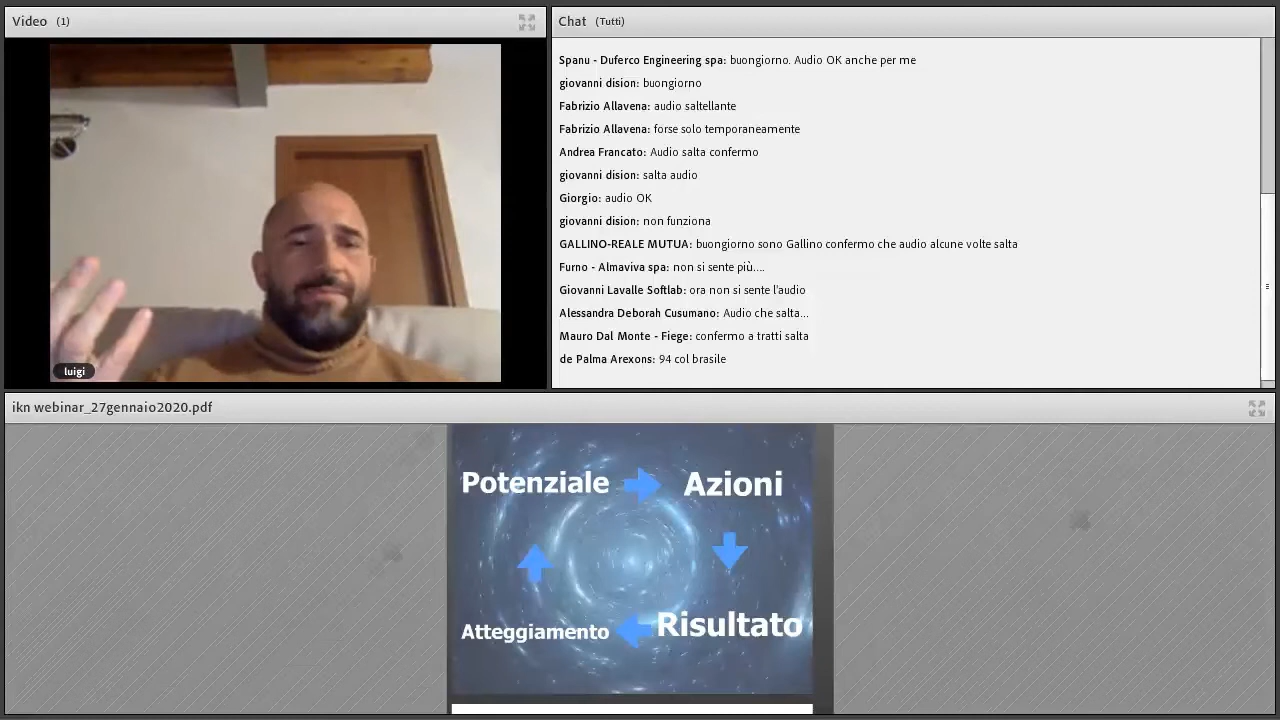 Video (1)
luigi
Chat (Tutti)
Spanu - Duferco Engineering spa: buongiorno. Audio OK anche per me
giovanni dision: buongiorno
Fabrizio Allavena: audio saltellante
Fabrizio Allavena: forse solo temporaneamente
Andrea Francato: Audio salta confermo
giovanni dision: salta audio
Giorgio: audio OK
giovanni dision: non funziona
GALLINO-REALE MUTUA: buongiorno sono Gallino confermo che audio alcune volte salta
Furno - Almaviva spa: non si sente più....
Giovanni Lavalle Softlab: ora non si sente l'audio
Alessandra Deborah Cusumano: Audio che salta...
Mauro Dal Monte - Fiege: confermo a tratti salta
de Palma Arexons: 94 col brasile
ikn webinar_27gennaio2020.pdf
Potenziale Azioni
Atteggiamento Risultato